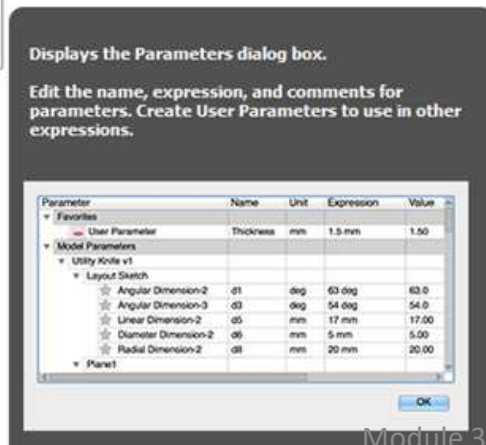 Displays the Parameters dialog box.
Edit the name, expression, and comments for
parameters. Create User Parameters to use in other
expressions.
Parameter Name Unit Expression Value
Favorites
User Parameter Thickness mm 1.5 mm 1.50
Model Parameters
Utility Knife v1
Layout Sketch
Angular Dimension-2 d1 deg 63 deg 63.0
Angular Dimension-3 d3 deg 54 deg 54.0
Linear Dimension-2 d5 mm 17 mm 17.00
Diameter Dimension-2 d6 mm 5 mm 5.00
Radial Dimension-2 d8 mm 20 mm 20.00
Plane1
OK
Module 3